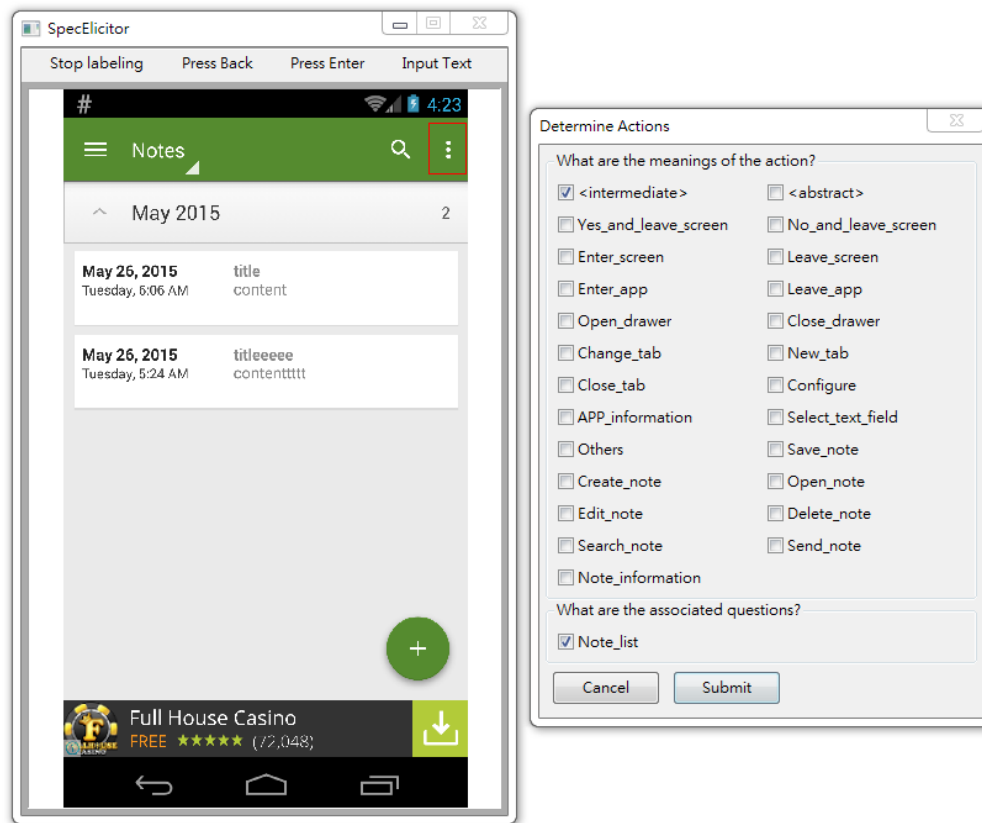 SpecElicitor
Stop labeling Press Back Press Enter Input Text
# 4:23
Notes
May 2015 2
May 26, 2015 title
Tuesday, 6:06 AM content
May 26, 2015 titleeeee
Tuesday, 5:24 AM contenttttt
+
Full House Casino
FREE ★★★★★ (72,048)
Determine Actions
What are the meanings of the action?
<intermediate> <abstract>
Yes_and_leave_screen No_and_leave_screen
Enter_screen Leave_screen
Enter_app Leave_app
Open_drawer Close_drawer
Change_tab New_tab
Close_tab Configure
APP_information Select_text_field
Others Save_note
Create_note Open_note
Edit_note Delete_note
Search_note Send_note
Note_information
What are the associated questions?
Note_list
Cancel Submit